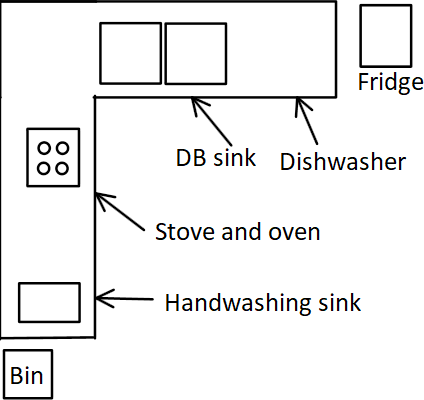 Fridge
DB sink
Dishwasher
Stove and oven
Handwashing sink
Bin